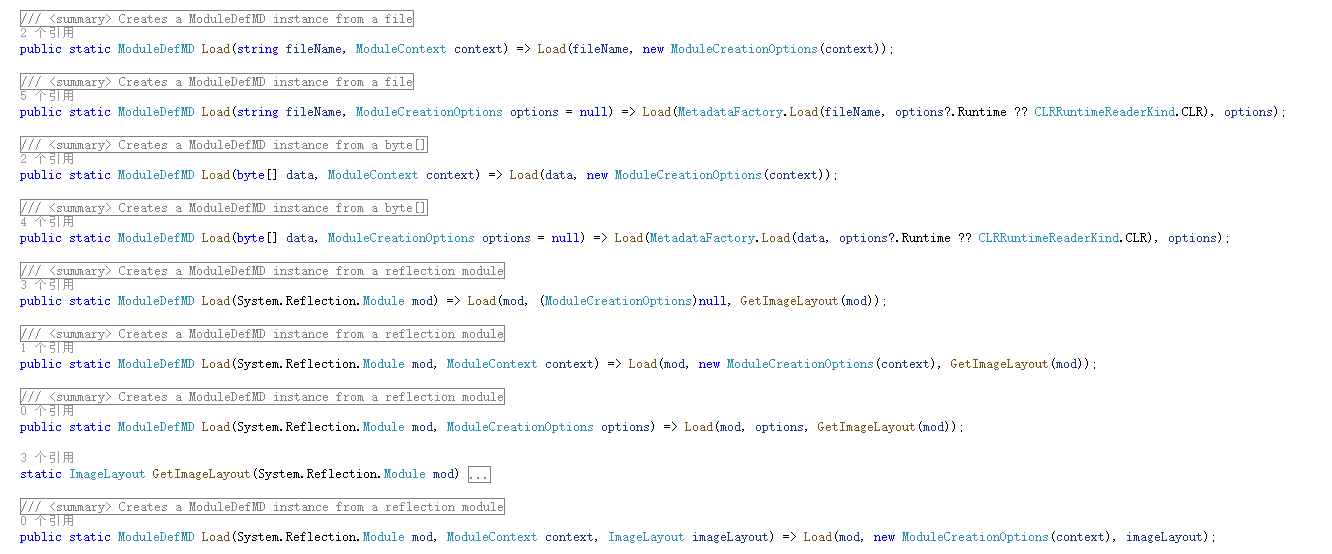 /// <summary> Creates a ModuleDefMD instance from a file
2 个引用
public static ModuleDefMD Load(string fileName, ModuleContext context) => Load(fileName, new ModuleCreationOptions(context));
/// <summary> Creates a ModuleDefMD instance from a file
5 个引用
public static ModuleDefMD Load(string fileName, ModuleCreationOptions options = null) => Load(MetadataFactory.Load(fileName, options?.Runtime ?? CLRRuntimeReaderKind.CLR), options);
/// <summary> Creates a ModuleDefMD instance from a byte[]
2 个引用
public static ModuleDefMD Load(byte[] data, ModuleContext context) => Load(data, new ModuleCreationOptions(context));
/// <summary> Creates a ModuleDefMD instance from a byte[]
4 个引用
public static ModuleDefMD Load(byte[] data, ModuleCreationOptions options = null) => Load(MetadataFactory.Load(data, options?.Runtime ?? CLRRuntimeReaderKind.CLR), options);
/// <summary> Creates a ModuleDefMD instance from a reflection module
3 个引用
public static ModuleDefMD Load(System.Reflection.Module mod) => Load(mod, (ModuleCreationOptions)null, GetImageLayout(mod));
/// <summary> Creates a ModuleDefMD instance from a reflection module
1 个引用
public static ModuleDefMD Load(System.Reflection.Module mod, ModuleContext context) => Load(mod, new ModuleCreationOptions(context), GetImageLayout(mod));
/// <summary> Creates a ModuleDefMD instance from a reflection module
0 个引用
public static ModuleDefMD Load(System.Reflection.Module mod, ModuleCreationOptions options) => Load(mod, options, GetImageLayout(mod));
3 个引用
static ImageLayout GetImageLayout(System.Reflection.Module mod) ...
/// <summary> Creates a ModuleDefMD instance from a reflection module
0 个引用
public static ModuleDefMD Load(System.Reflection.Module mod, ModuleContext context, ImageLayout imageLayout) => Load(mod, new ModuleCreationOptions(context), imageLayout);